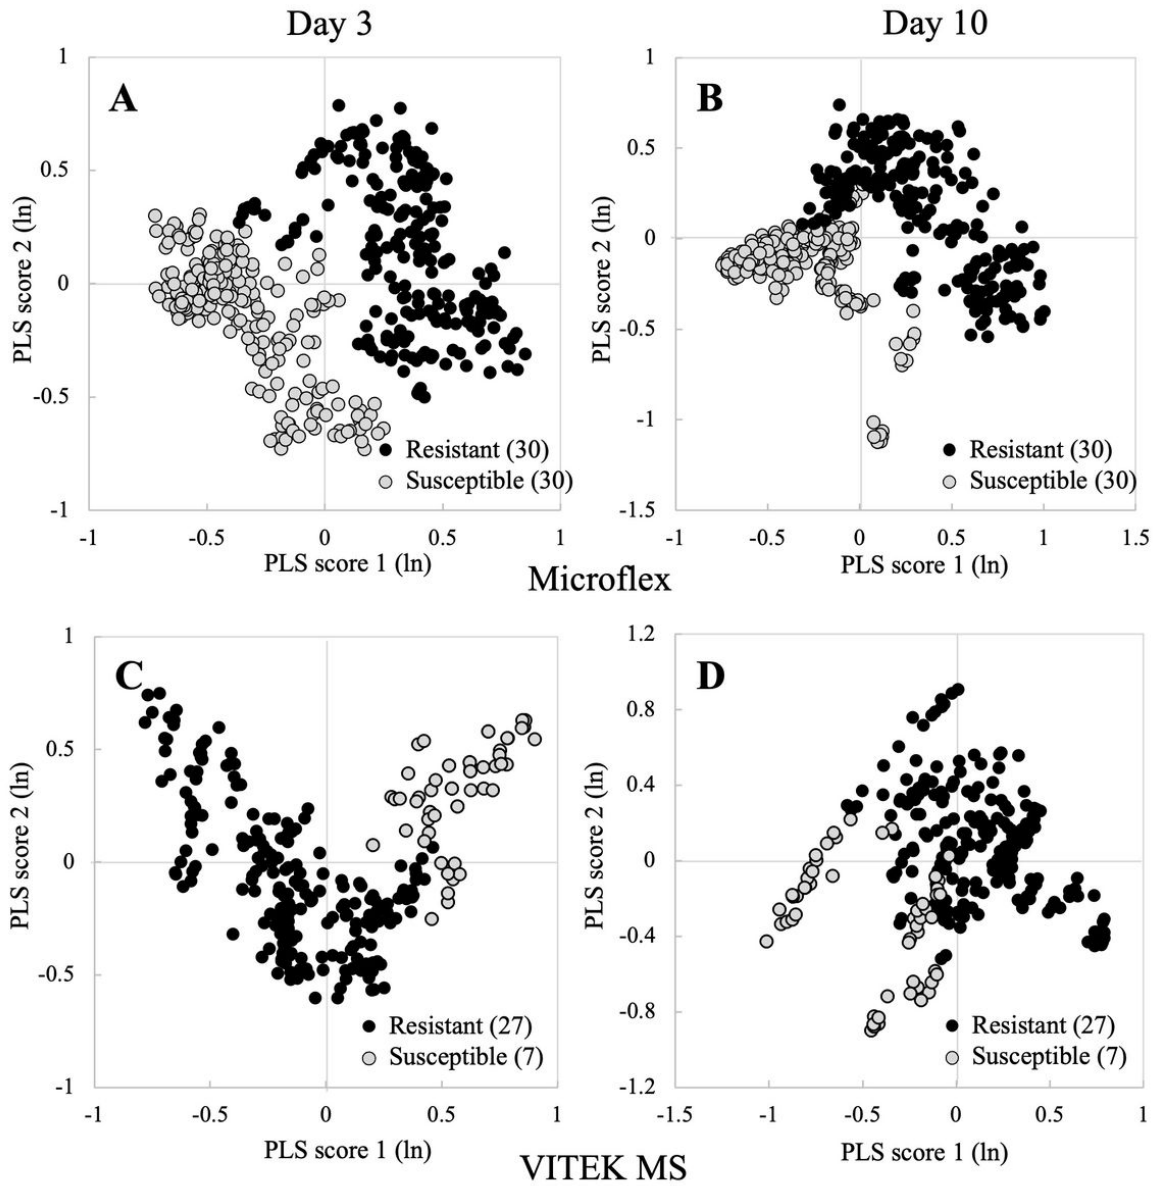 Day 3
Day 10
A
1
0.5
0
-0.5
-1
-1
-0.5
0
0.5
1
PLS score 2 (ln)
PLS score 1 (ln)
Resistant (30)
Susceptible (30)
B
1
0.5
0
-0.5
-1
-1.5
-1
-0.5
0
0.5
1
1.5
PLS score 2 (ln)
PLS score 1 (ln)
Resistant (30)
Susceptible (30)
Microflex
C
1
0.5
0
-0.5
-1
-1
-0.5
0
0.5
1
PLS score 2 (ln)
PLS score 1 (ln)
Resistant (27)
Susceptible (7)
D
1.2
0.8
0.4
0
-0.4
-0.8
-1.2
-1.5
-1
-0.5
0
0.5
1
PLS score 2 (ln)
PLS score 1 (ln)
Resistant (27)
Susceptible (7)
VITEK MS